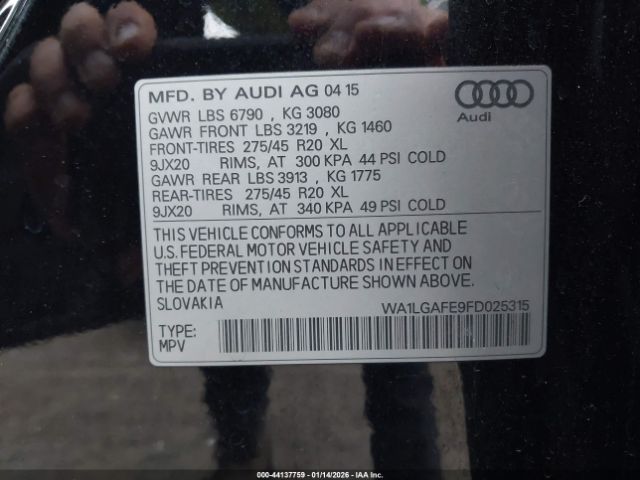 MFD. BY AUDI AG 04 15
GVWR LBS 6790 , KG 3080
GAWR FRONT LBS 3219 , KG 1460
FRONT-TIRES 275/45 R20 XL
9JX20 RIMS, AT 300 KPA 44 PSI COLD
GAWR REAR LBS 3913 , KG 1775
REAR-TIRES 275/45 R20 XL
9JX20 RIMS, AT 340 KPA 49 PSI COLD
Audi
THIS VEHICLE CONFORMS TO ALL APPLICABLE
U.S. FEDERAL MOTOR VEHICLE SAFETY AND
THEFT PREVENTION STANDARDS IN EFFECT ON
THE DATE OF MANUFACTURE SHOWN ABOVE.
SLOVAKIA
WA1LGAFE9FD025315
TYPE:
MPV
000-44137759 - 01/14/2026 - IAA Inc.